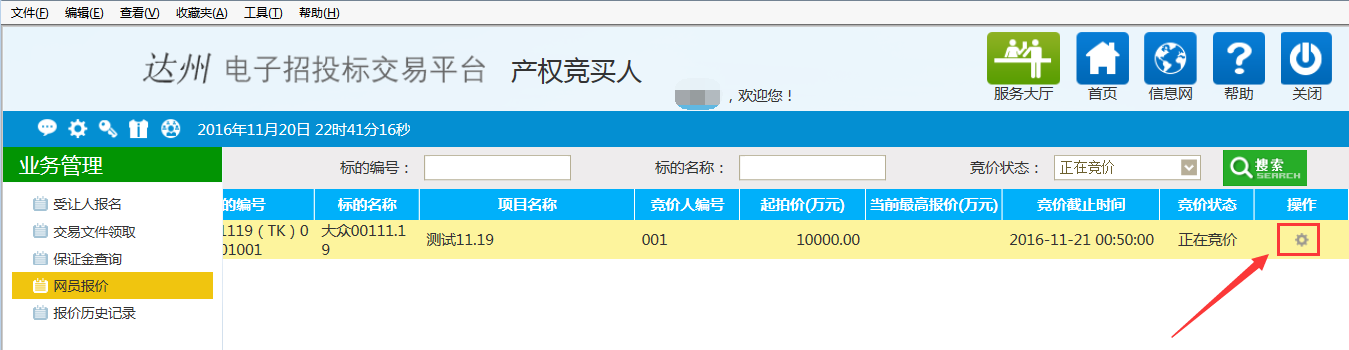 文件(F) 编辑(E) 查看(V) 收藏夹(A) 工具(T) 帮助(H)
达州 电子招投标交易平台 产权竞买人
，欢迎您！
服务大厅 首页 信息网 帮助 关闭
2016年11月20日 22时41分16秒
业务管理
标的编号： 标的名称： 竞价状态： 正在竞价 搜索 SEARCH
受让人报名
交易文件领取
保证金查询
网员报价
报价历史记录
的编号 标的名称 项目名称 竞价人编号 起拍价(万元) 当前最高报价(万元) 竞价截止时间 竞价状态 操作
1119（TK）0 大众00111.1 测试11.19 001 10000.00 2016-11-21 00:50:00 正在竞价
01001 9